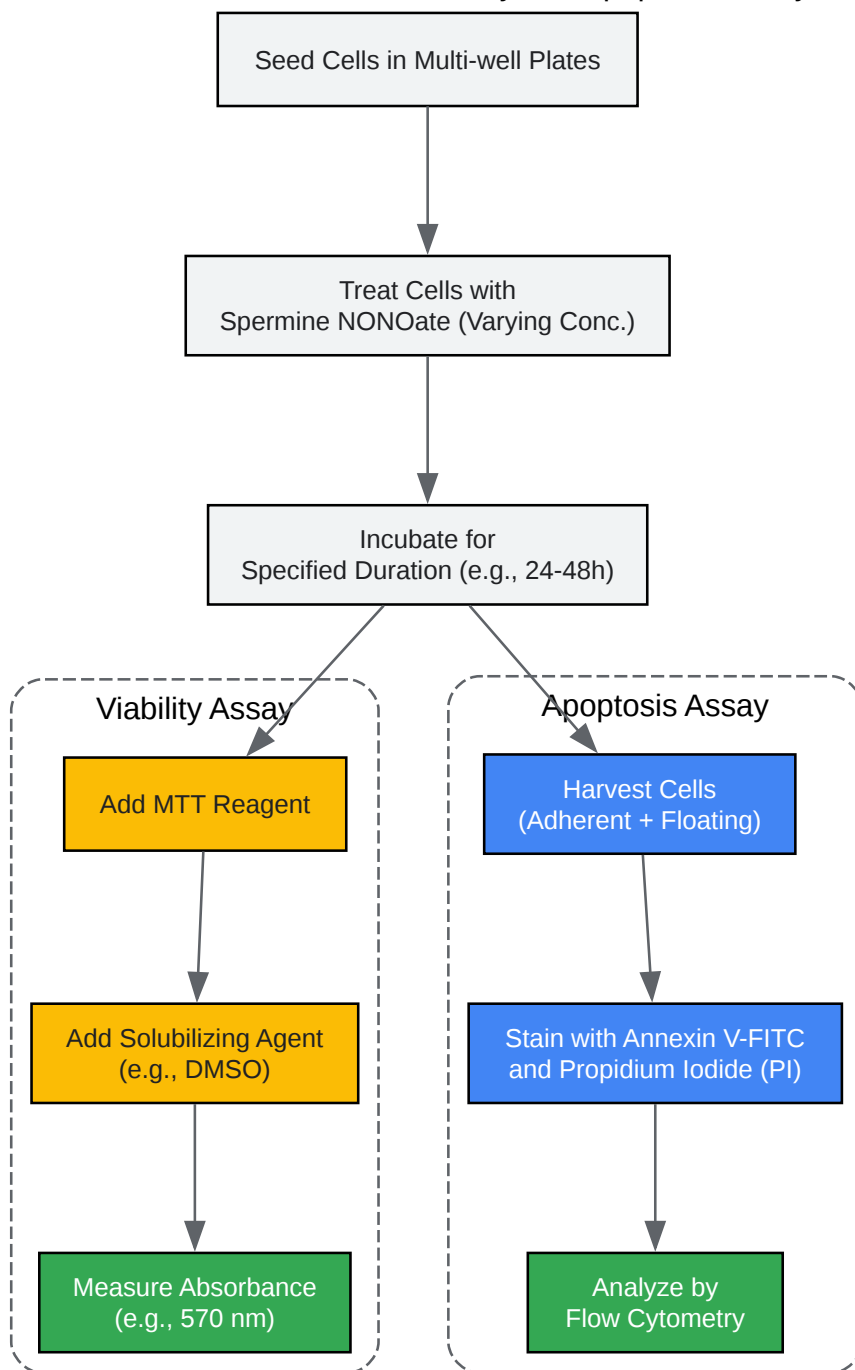 Seed Cells in Multi-well Plates
Treat Cells with
Spermine NONOate (Varying Conc.)
Incubate for
Specified Duration (e.g., 24-48h)
Viability Assay
Add MTT Reagent
Add Solubilizing Agent
(e.g., DMSO)
Measure Absorbance
(e.g., 570 nm)
Apoptosis Assay
Harvest Cells
(Adherent + Floating)
Stain with Annexin V-FITC
and Propidium Iodide (PI)
Analyze by
Flow Cytometry